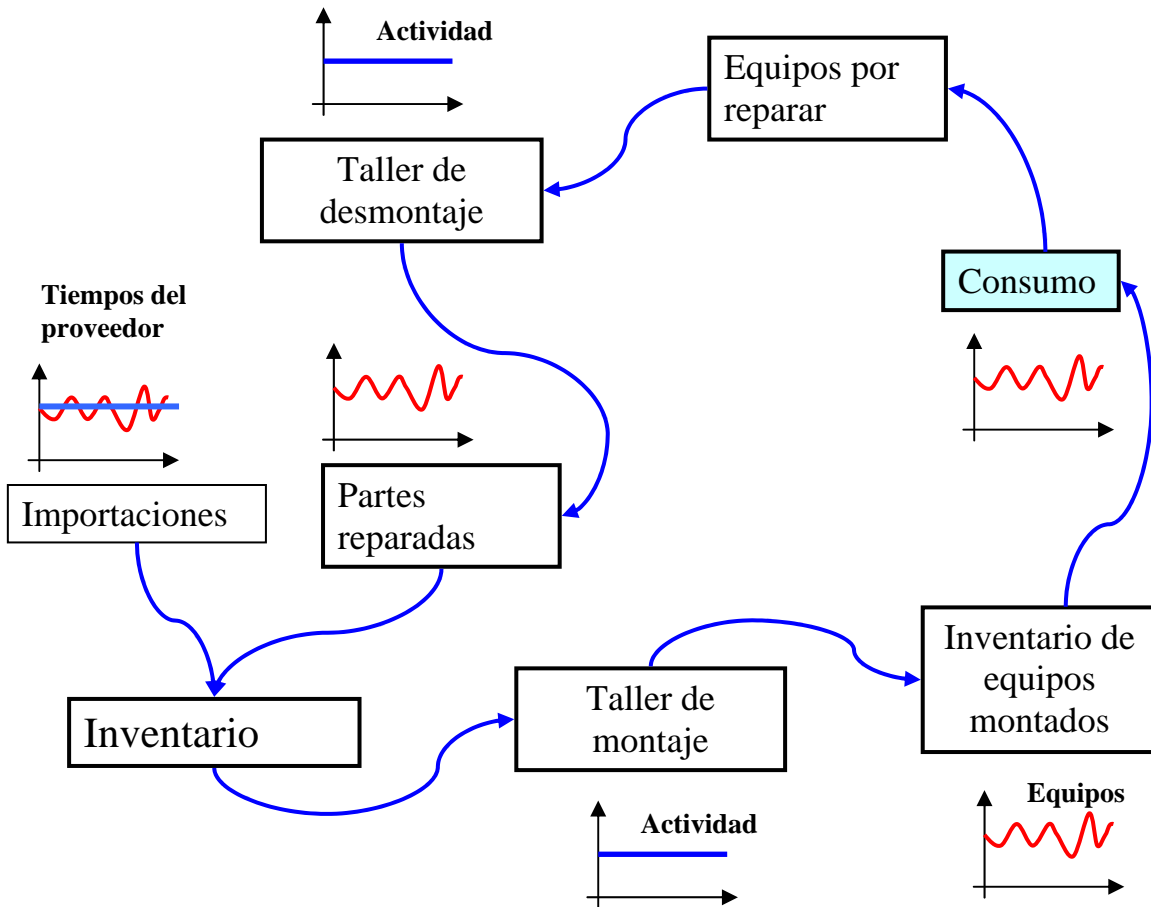 Actividad
Equipos por
reparar
Taller de
desmontaje
Consumo
Tiempos del
proveedor
Importaciones
Partes
reparadas
Inventario
Taller de
montaje
Inventario de
equipos
montados
Actividad
Equipos